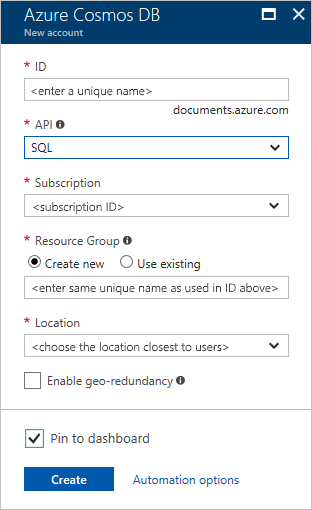 Azure Cosmos DB
New account
* ID
<enter a unique name>
documents.azure.com
* API
SQL
* Subscription
<subscription ID>
* Resource Group
Create new Use existing
<enter same unique name as used in ID above>
* Location
<choose the location closest to users>
Enable geo-redundancy
Pin to dashboard
Create Automation options